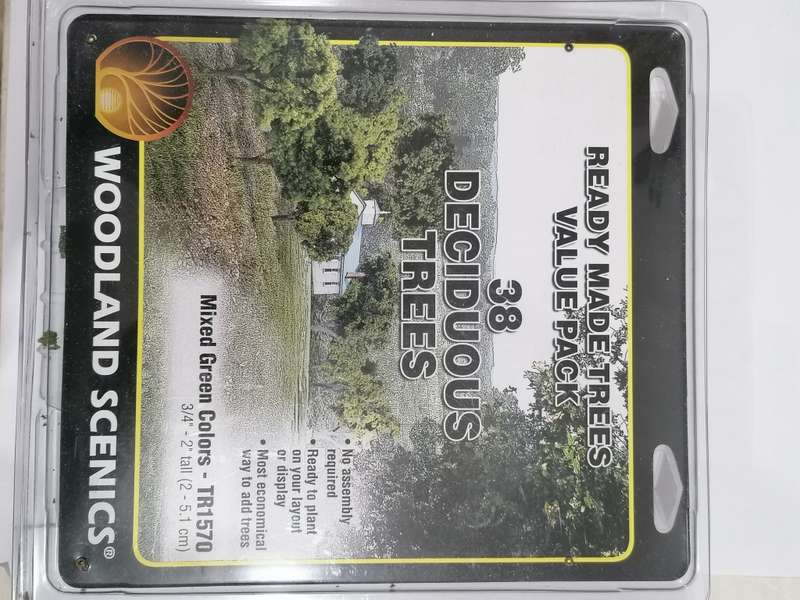 READY MADE TREES
VALUE PACK
38
DECIDUOUS
TREES
• No assembly
required
• Ready to plant
on your layout
or display
• Most economical
way to add trees
Mixed Green Colors - TR1570
3/4" - 2" tall (2 - 5.1 cm)
WOODLAND SCENICS®